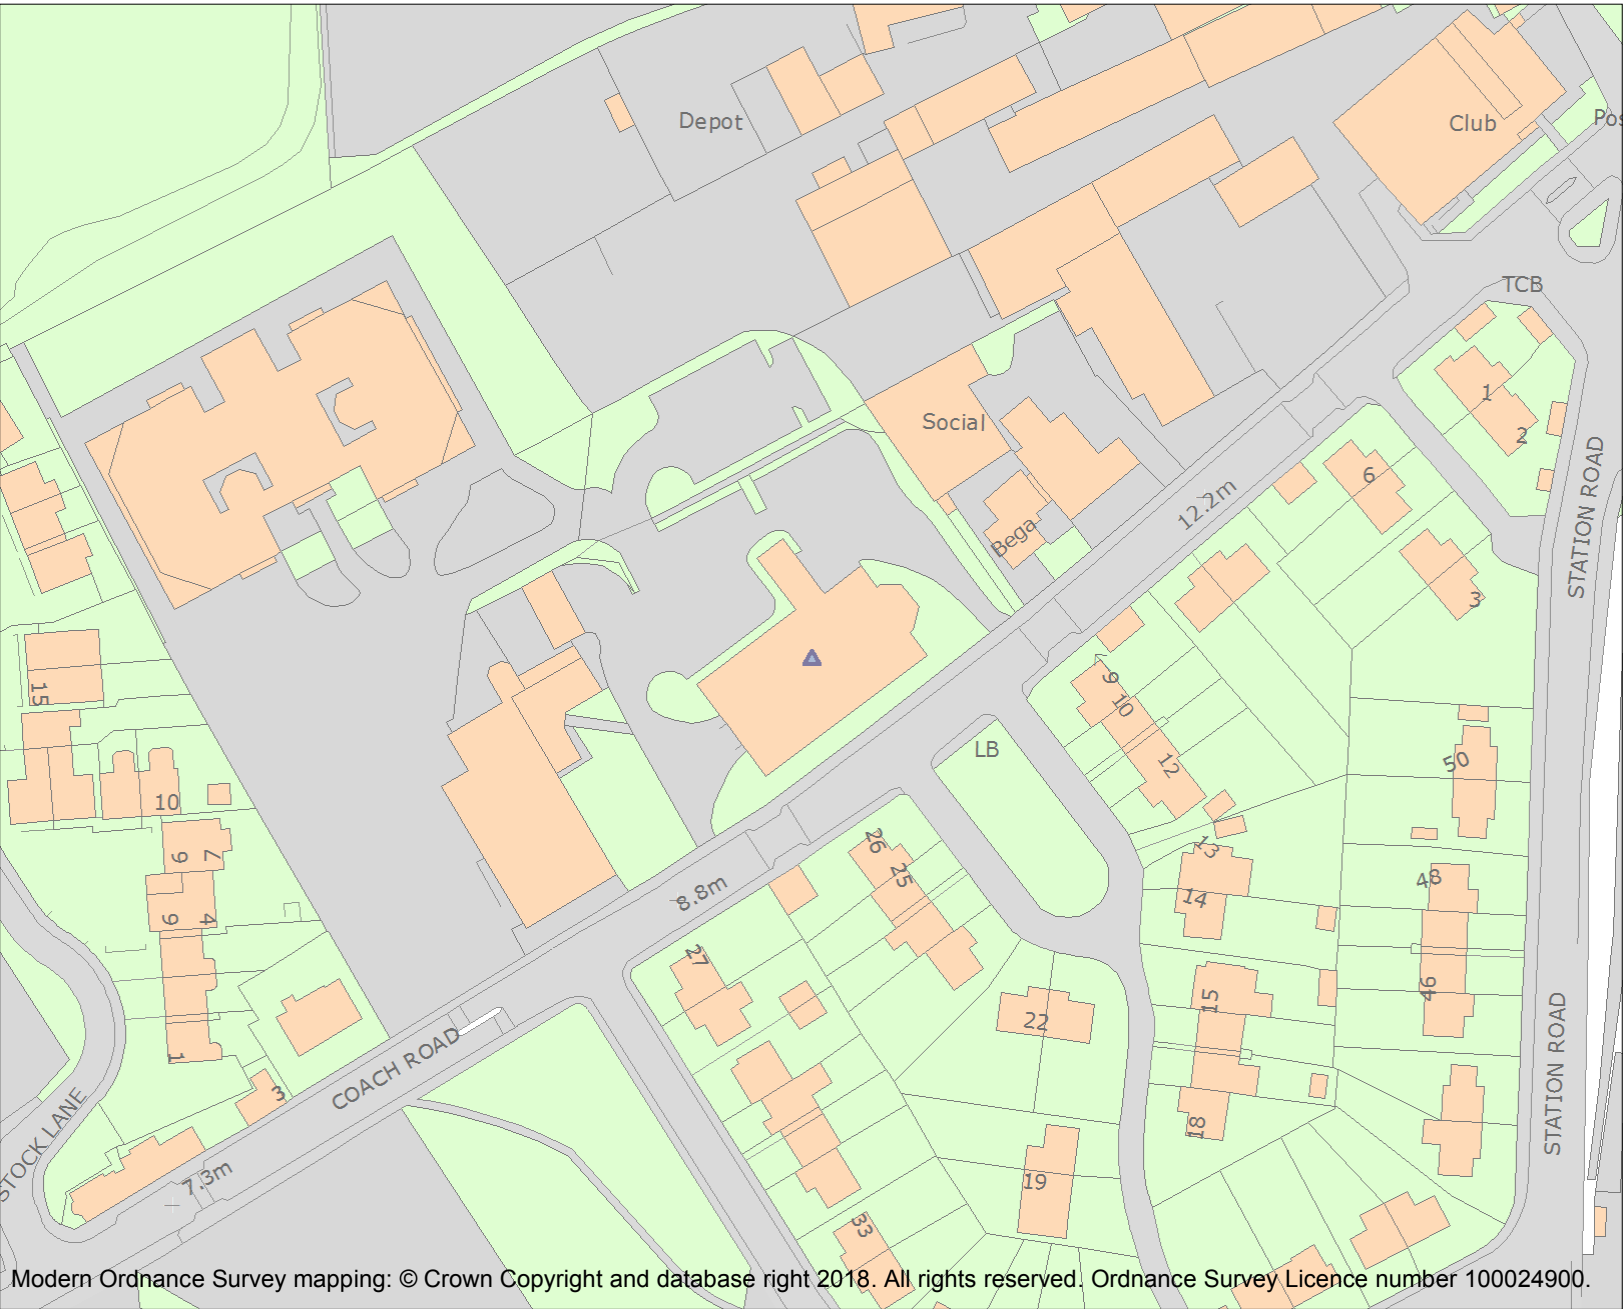 Depot
Club
Pos
TCB
1
2
Social
6
STATION ROAD
12.2m
Bega
3
15
9
10
12
LB
50
10
9 7
26
25
13
48
14
8.8m
6 4
27
15
46
22
1
COACH ROAD
3
STATION ROAD
18
STOCK LANE
7.3m
19
33
Modern Ordnance Survey mapping: © Crown Copyright and database right 2018. All rights reserved. Ordnance Survey Licence number 100024900.